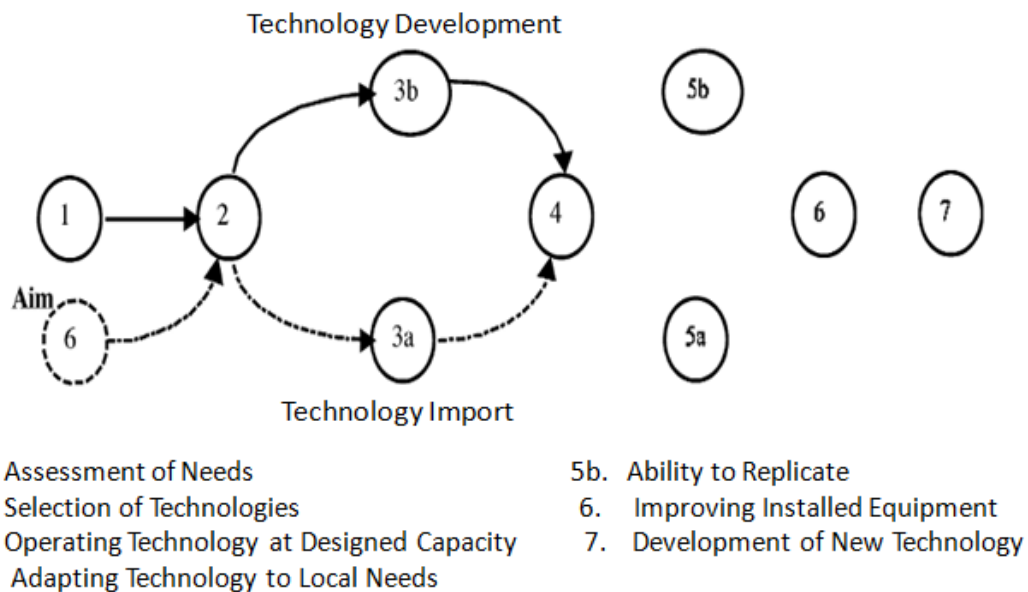 Technology Development
3b
5b
1
2
4
6
7
Aim
6
3a
5a
Technology Import
Assessment of Needs
5b. Ability to Replicate
Selection of Technologies
6. Improving Installed Equipment
Operating Technology at Designed Capacity
7. Development of New Technology
Adapting Technology to Local Needs